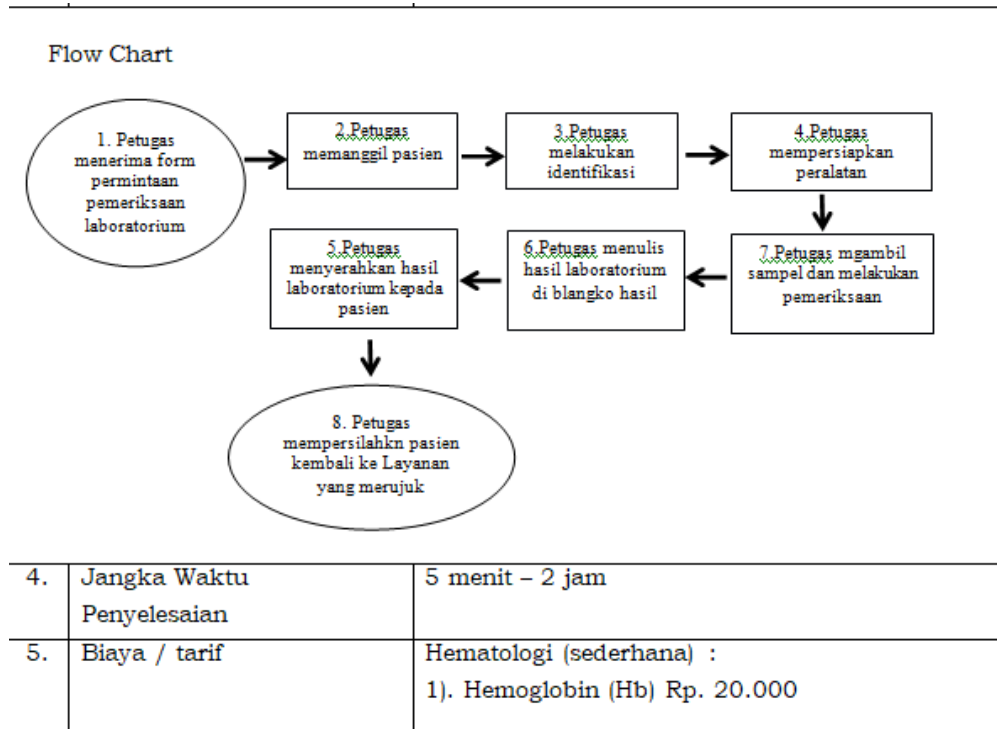 Flow Chart
1. Petugas
menerima form
permintaan
pemeriksaan
laboratorium
2.Petugas
memanggil pasien
3.Petugas
melakukan
identifikasi
4.Petugas
mempersiapkan
peralatan
5.Petugas
menyerahkan hasil
laboratorium kepada
pasien
6.Petugas menulis
hasil laboratorium
di blangko hasil
7.Petugas mgambil
sampel dan melakukan
pemeriksaan
8. Petugas
mempersilahkn pasien
kembali ke Layanan
yang merujuk
4. Jangka Waktu 5 menit – 2 jam
Penyelesaian
5. Biaya / tarif Hematologi (sederhana) :
1). Hemoglobin (Hb) Rp. 20.000